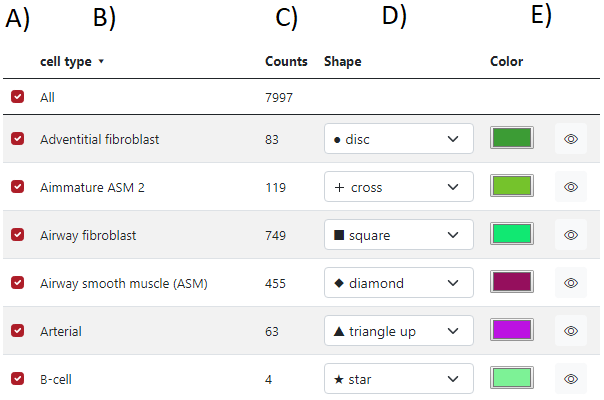 A) B) C) D) E)
cell type Counts Shape Color
All 7997
Adventitial fibroblast 83 disc
Aimmature ASM 2 119 cross
Airway fibroblast 749 square
Airway smooth muscle (ASM) 455 diamond
Arterial 63 triangle up
B-cell 4 star